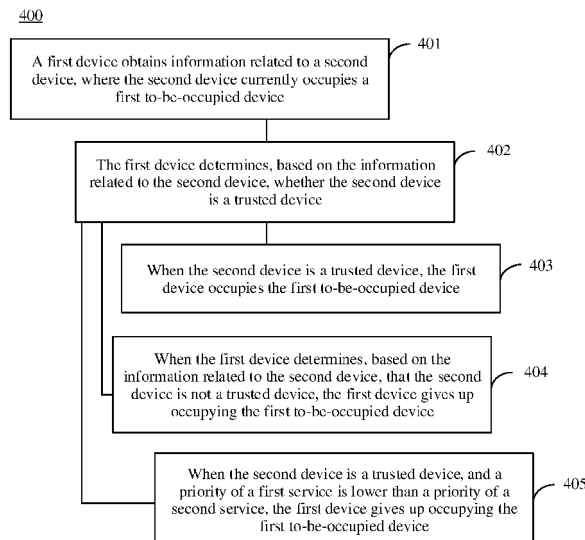 400
401
A first device obtains information related to a second
device, where the second device currently occupies a
first to-be-occupied device
402
The first device determines, based on the information
related to the second device, whether the second device
is a trusted device
403
When the second device is a trusted device, the first
device occupies the first to-be-occupied device
When the first device determines, based on the
information related to the second device, that the second
device is not a trusted device, the first device gives up
occupying the first to-be-occupied device
404
When the second device is a trusted device, and a
priority of a first service is lower than a priority of a
second service, the first device gives up occupying the
first to-be-occupied device
405